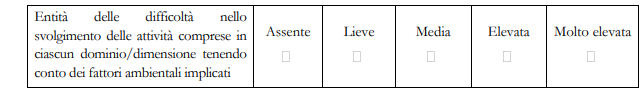 Entità delle difficoltà nello
svolgimento delle attività comprese in
ciascun dominio/dimensione tenendo
conto dei fattori ambientali implicati
Assente Lieve Media Elevata Molto elevata
☐ ☐ ☐ ☐ ☐